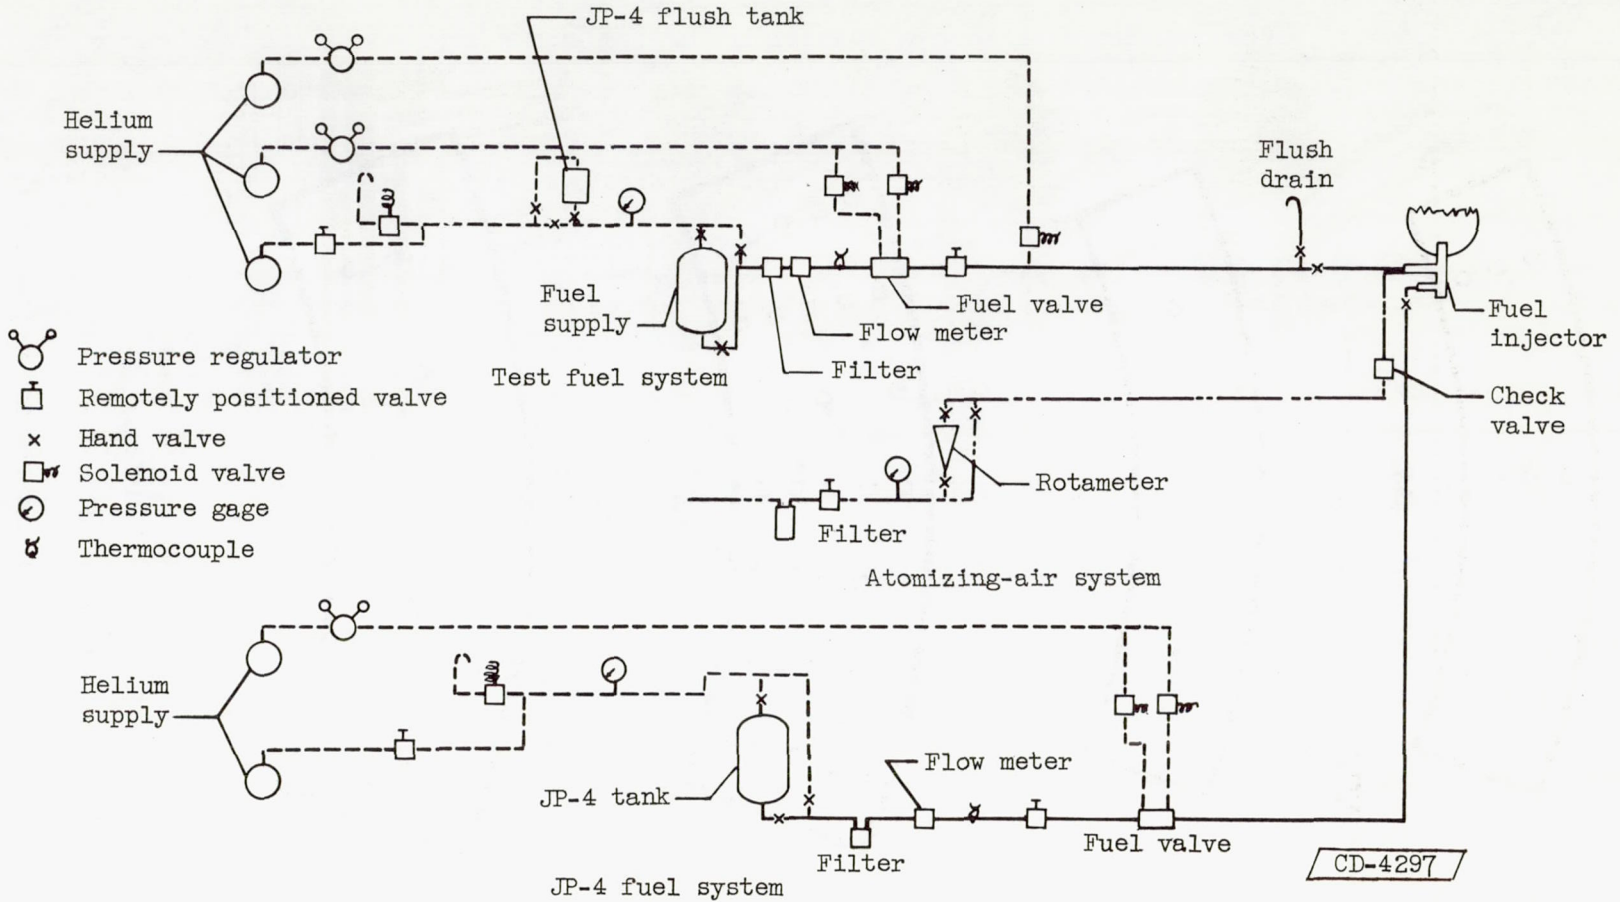 JP-4 flush tank
Helium
supply
Flush
drain
Fuel
supply
Fuel valve
Flow meter
Filter
Test fuel system
Fuel
injector
Check
valve
Pressure regulator
Remotely positioned valve
Hand valve
Solenoid valve
Pressure gage
Thermocouple
Rotameter
Filter
Atomizing-air system
Helium
supply
JP-4 tank
Flow meter
Filter
Fuel valve
JP-4 fuel system
CD-4297